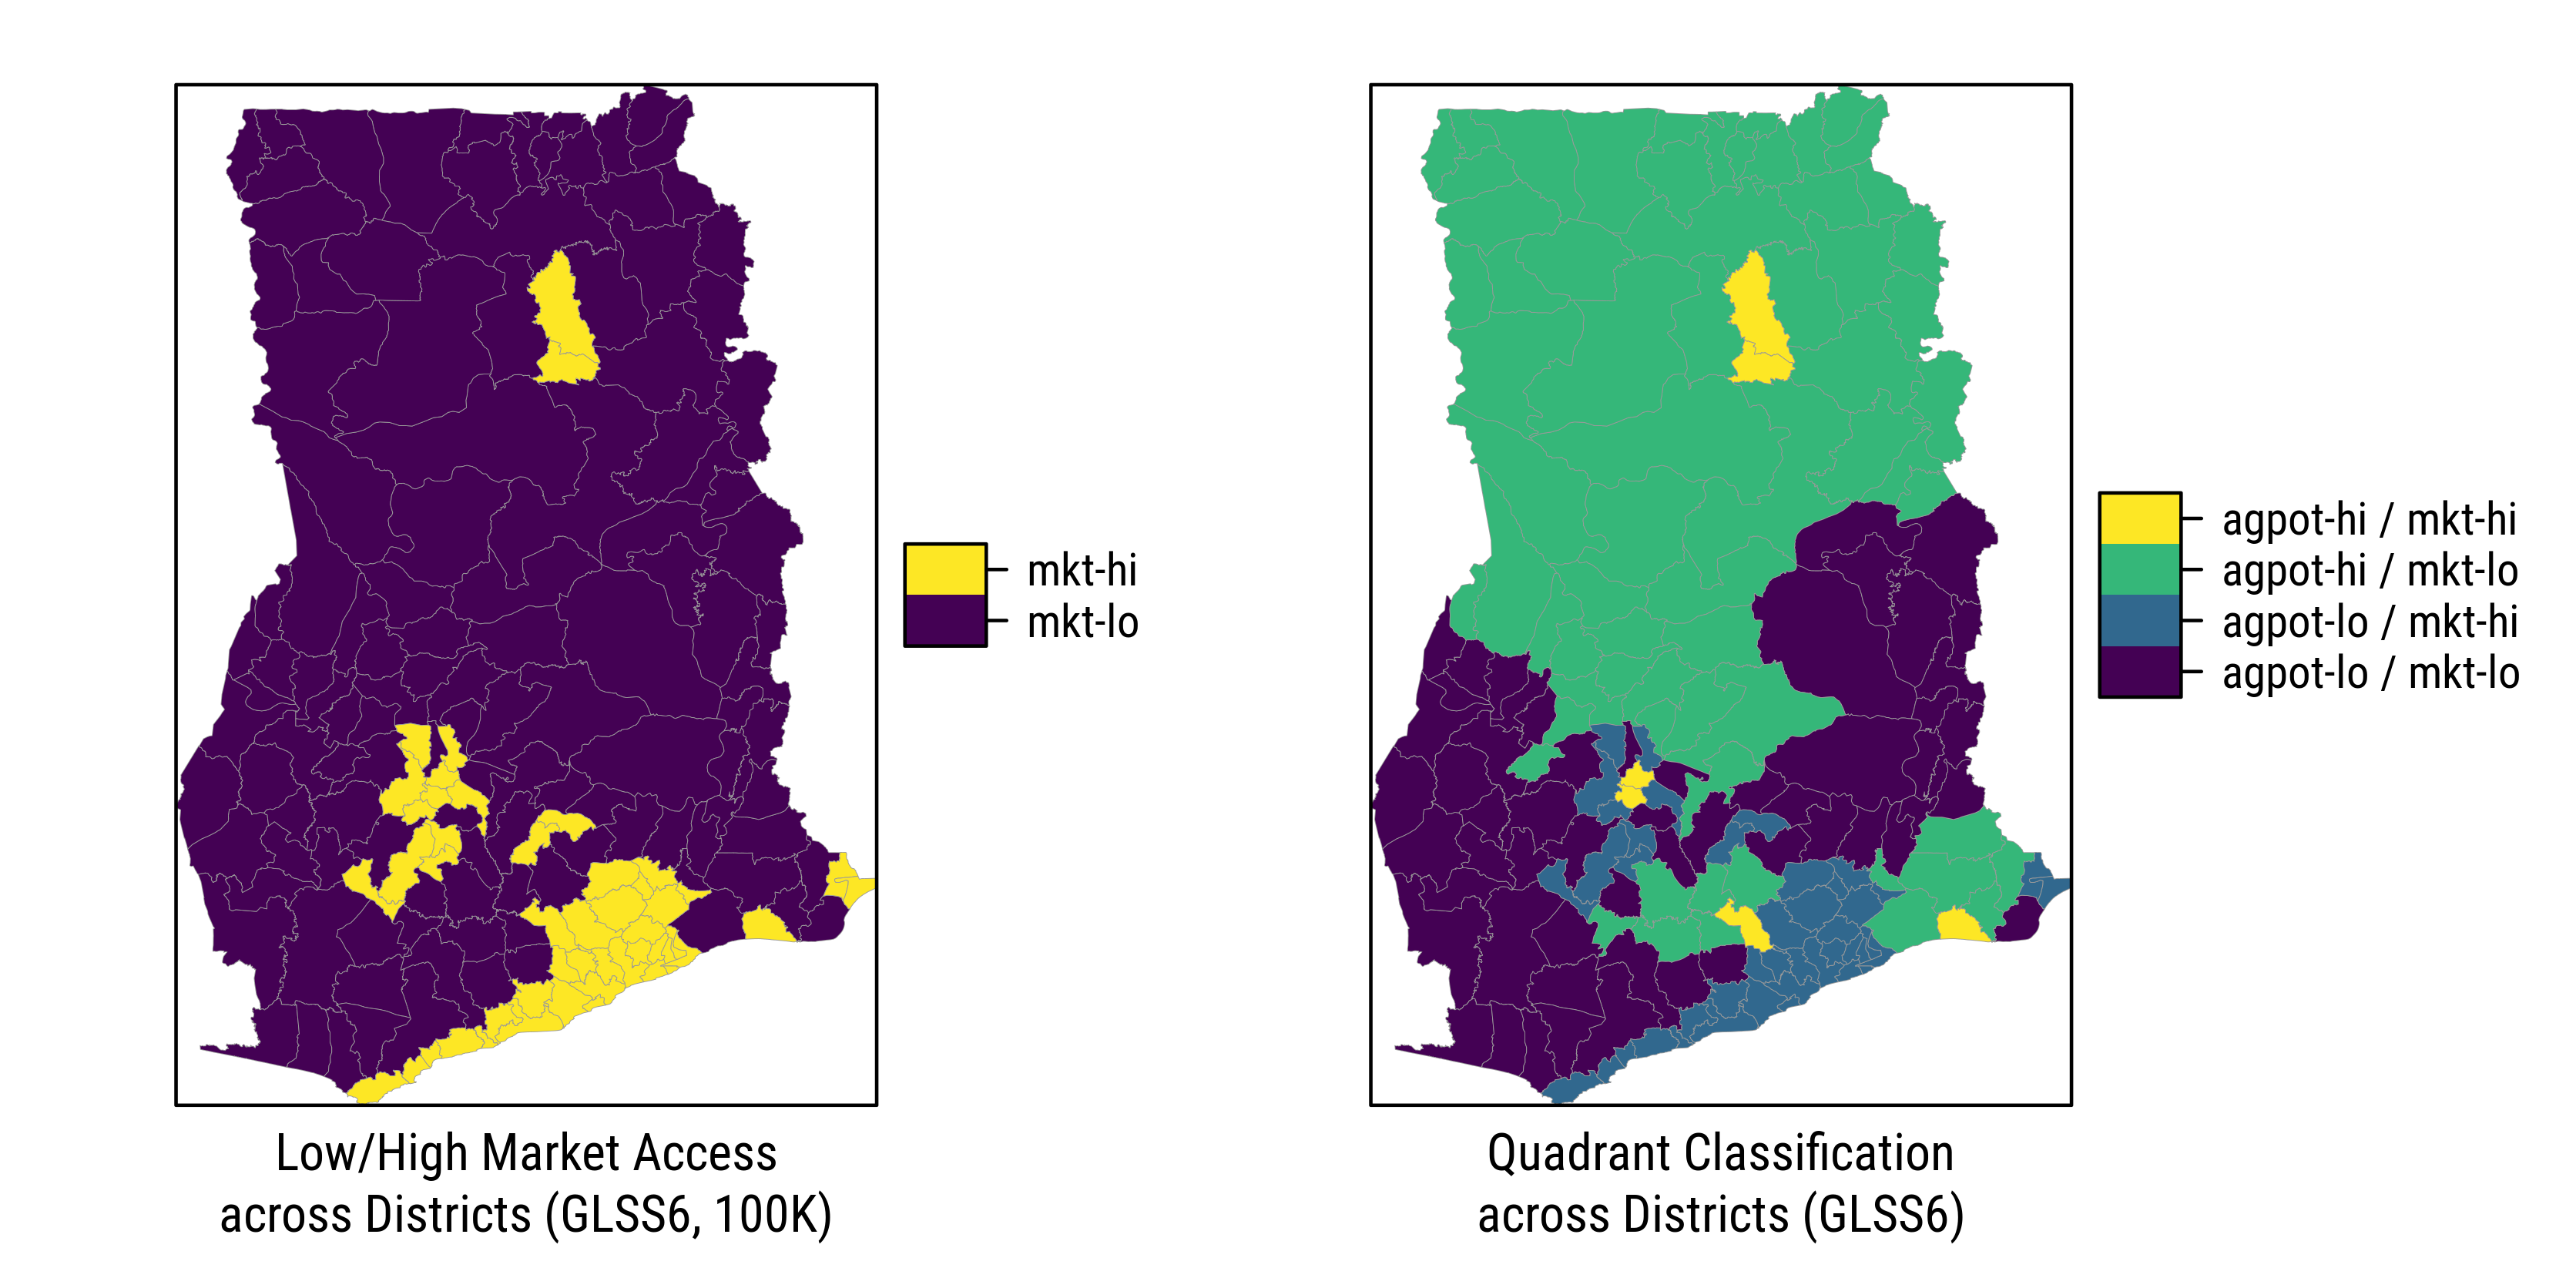 mkt-hi
mkt-lo
Low/High Market Access
across Districts (GLSS6, 100K)
agpot-hi / mkt-hi
agpot-hi / mkt-lo
agpot-lo / mkt-hi
agpot-lo / mkt-lo
Quadrant Classification
across Districts (GLSS6)